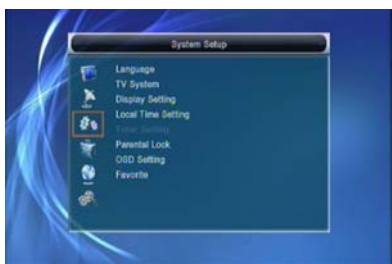 System Setup
Language
TV System
Display Setting
Local Time Setting
Timer Setting
Parental Lock
OSD Setting
Favorite